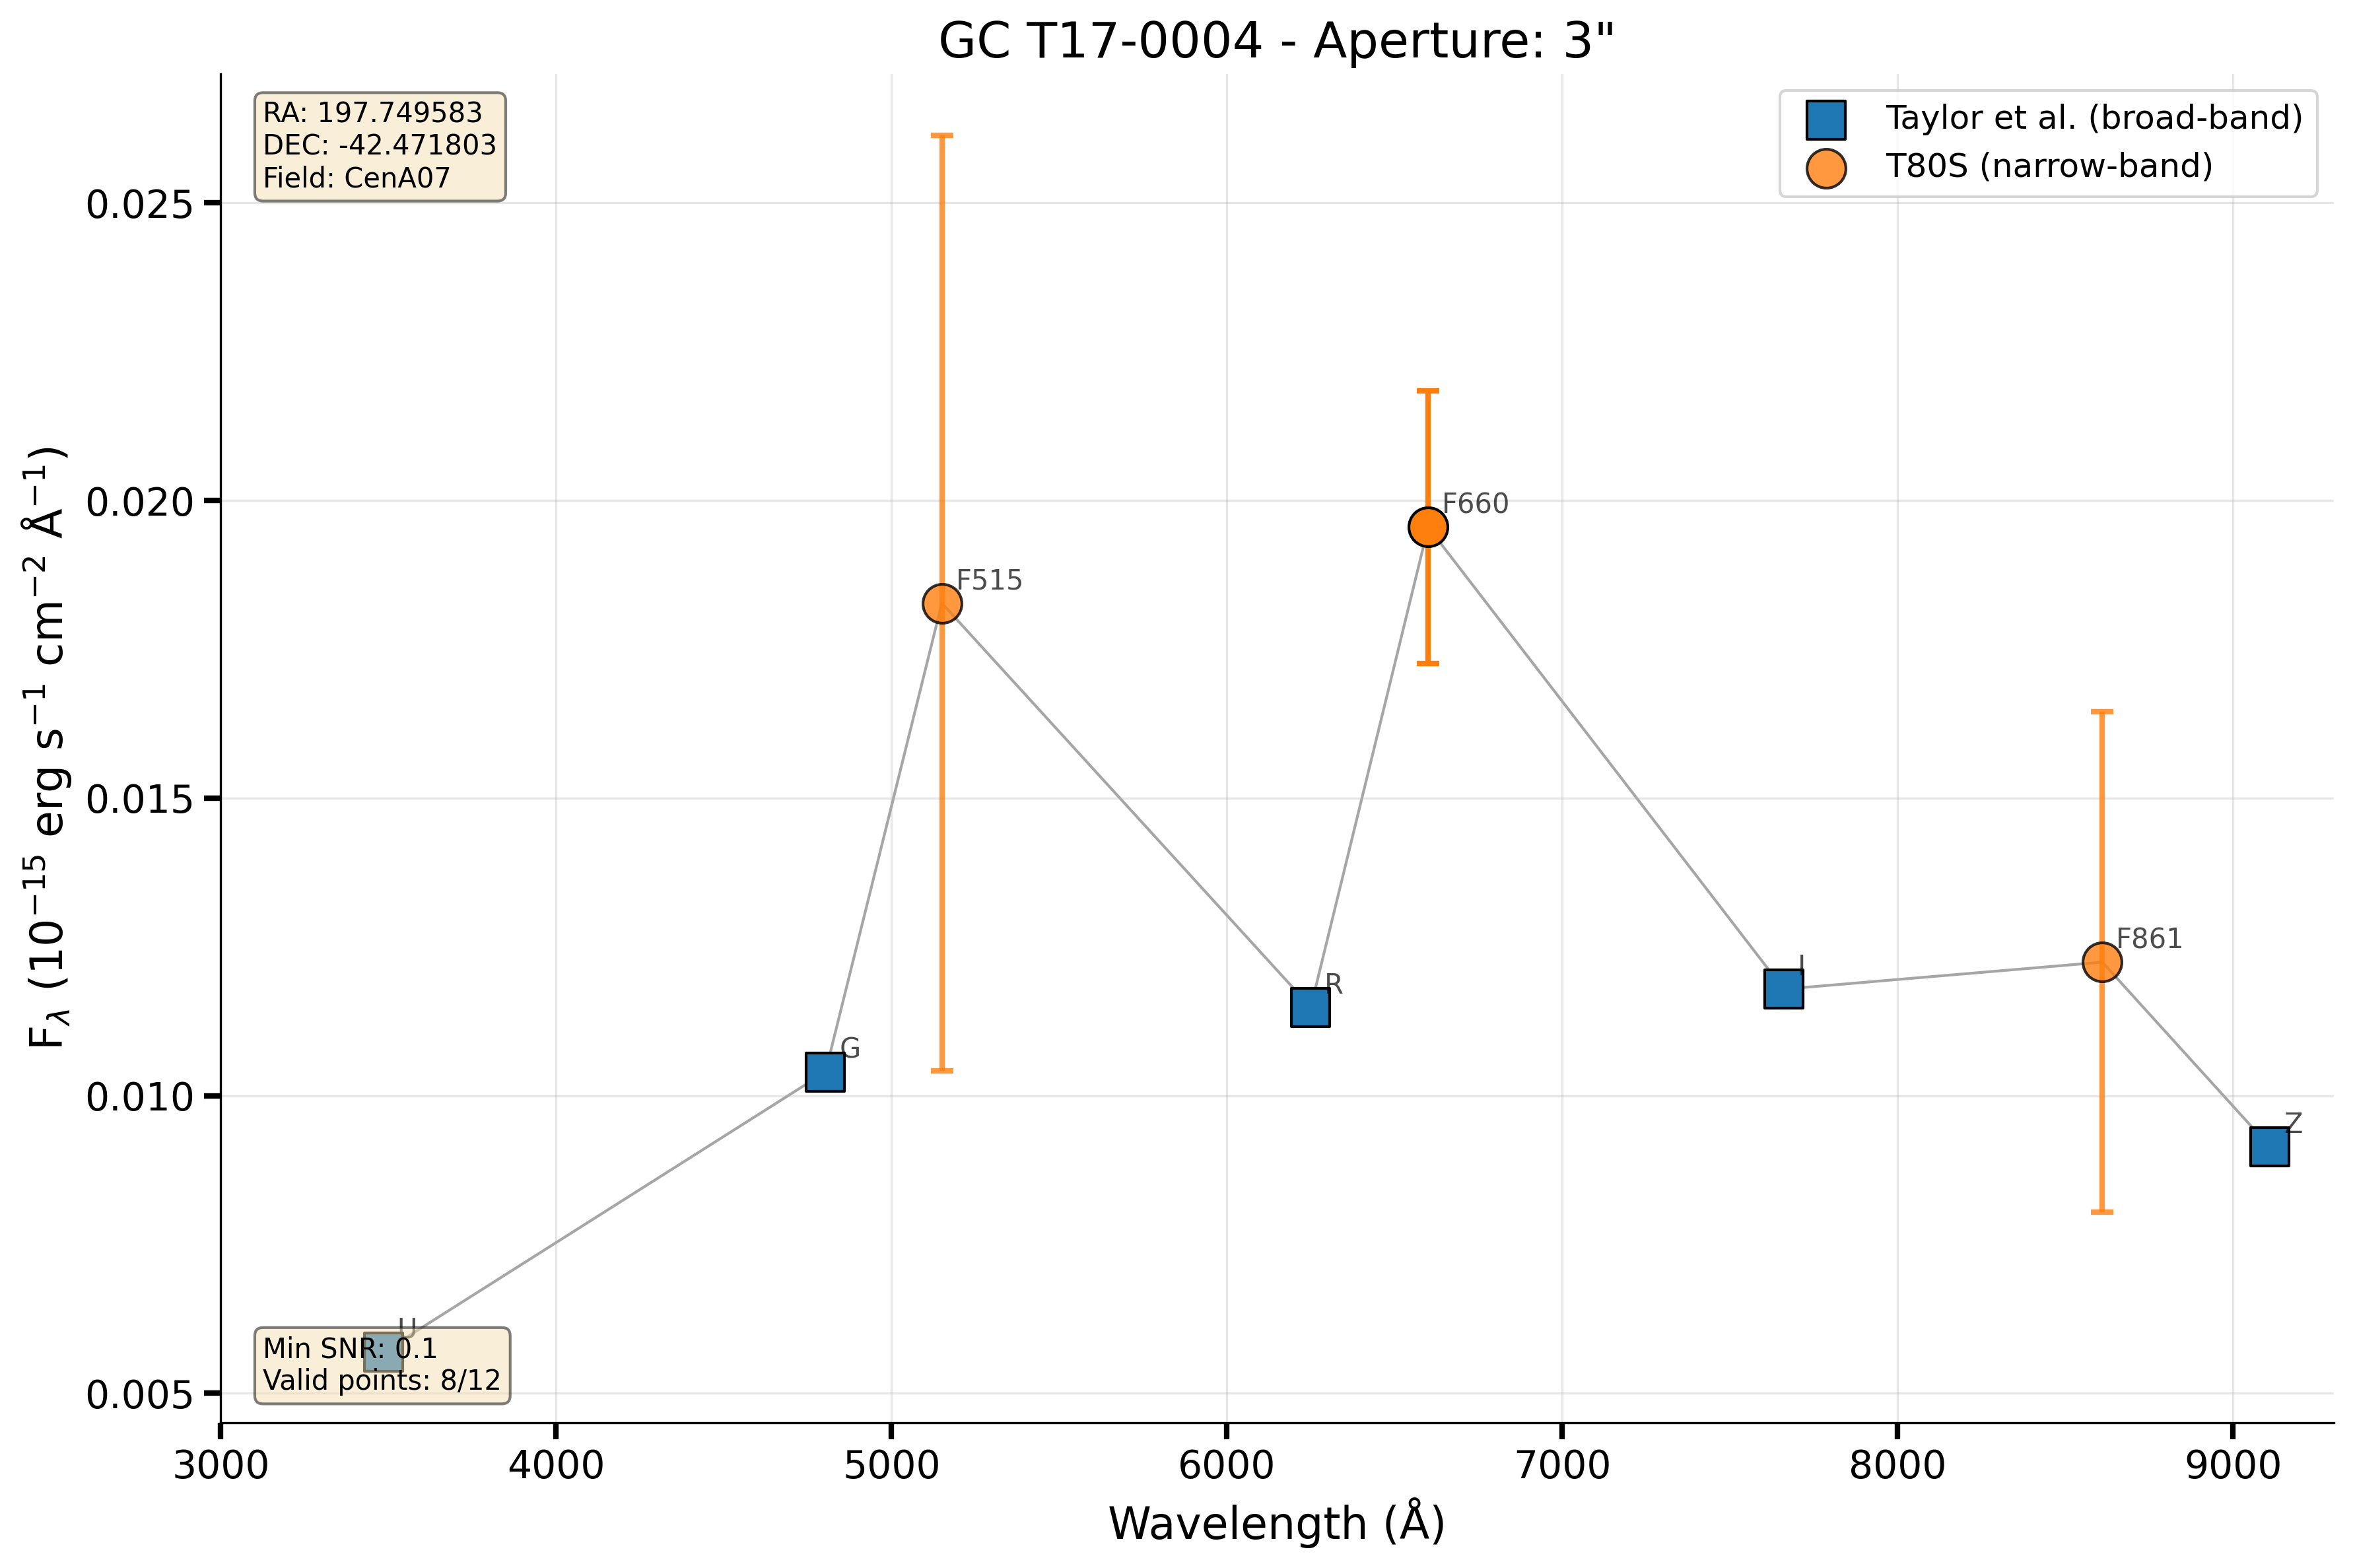 GC T17-0004 - Aperture: 3"
RA: 197.749583
DEC: -42.471803
Field: CenA07
Taylor et al. (broad-band)
T80S (narrow-band)
0.025
0.020
0.015
0.010
0.005
F660
F515
F861
I
R
G
Z
U
Min SNR: 0.1
Valid points: 8/12
3000 4000 5000 6000 7000 8000 9000
Wavelength (Å)
Fλ (10⁻¹⁵ erg s⁻¹ cm⁻² Å⁻¹)